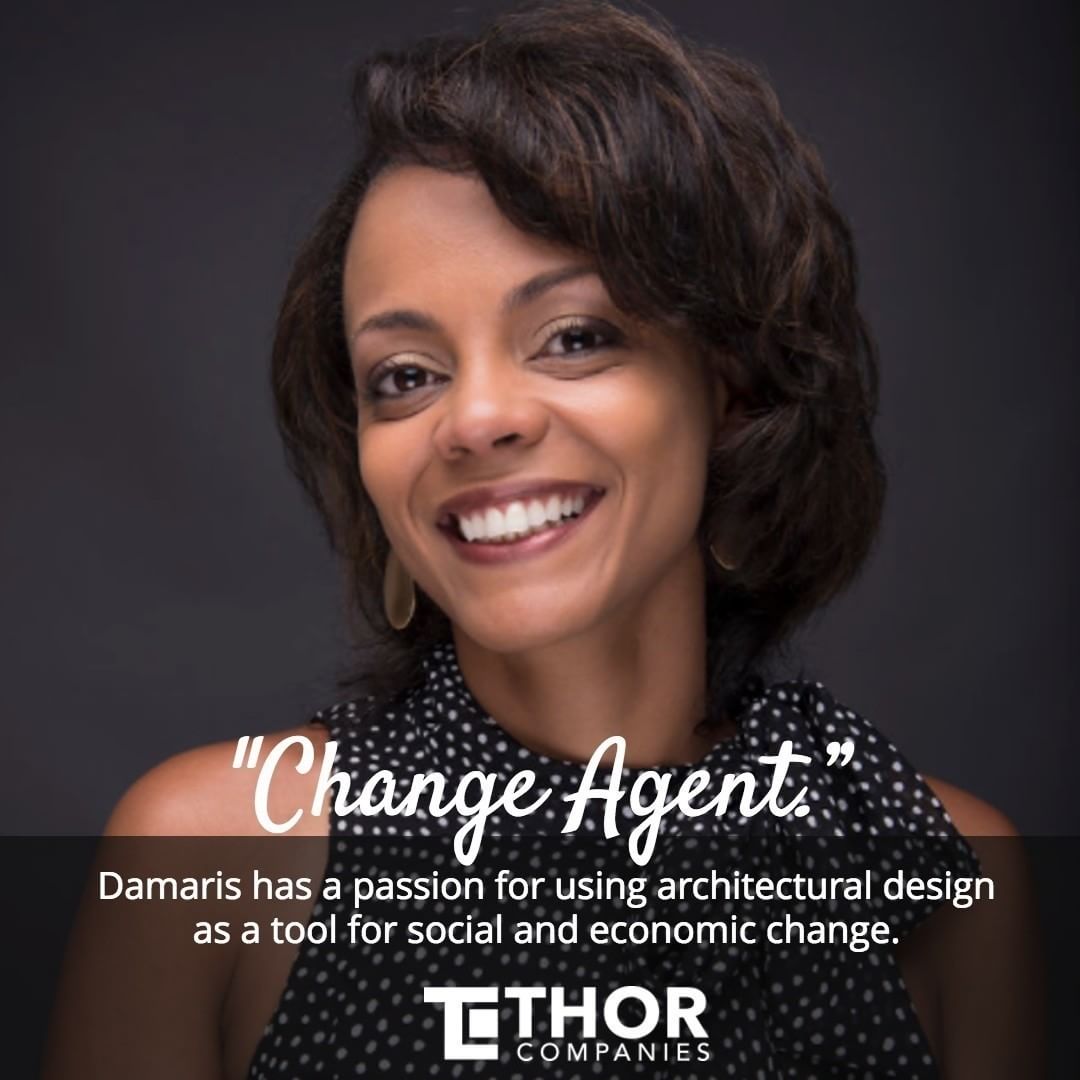 "Change Agent."
Damaris has a passion for using architectural design
as a tool for social and economic change.
THOR
COMPANIES